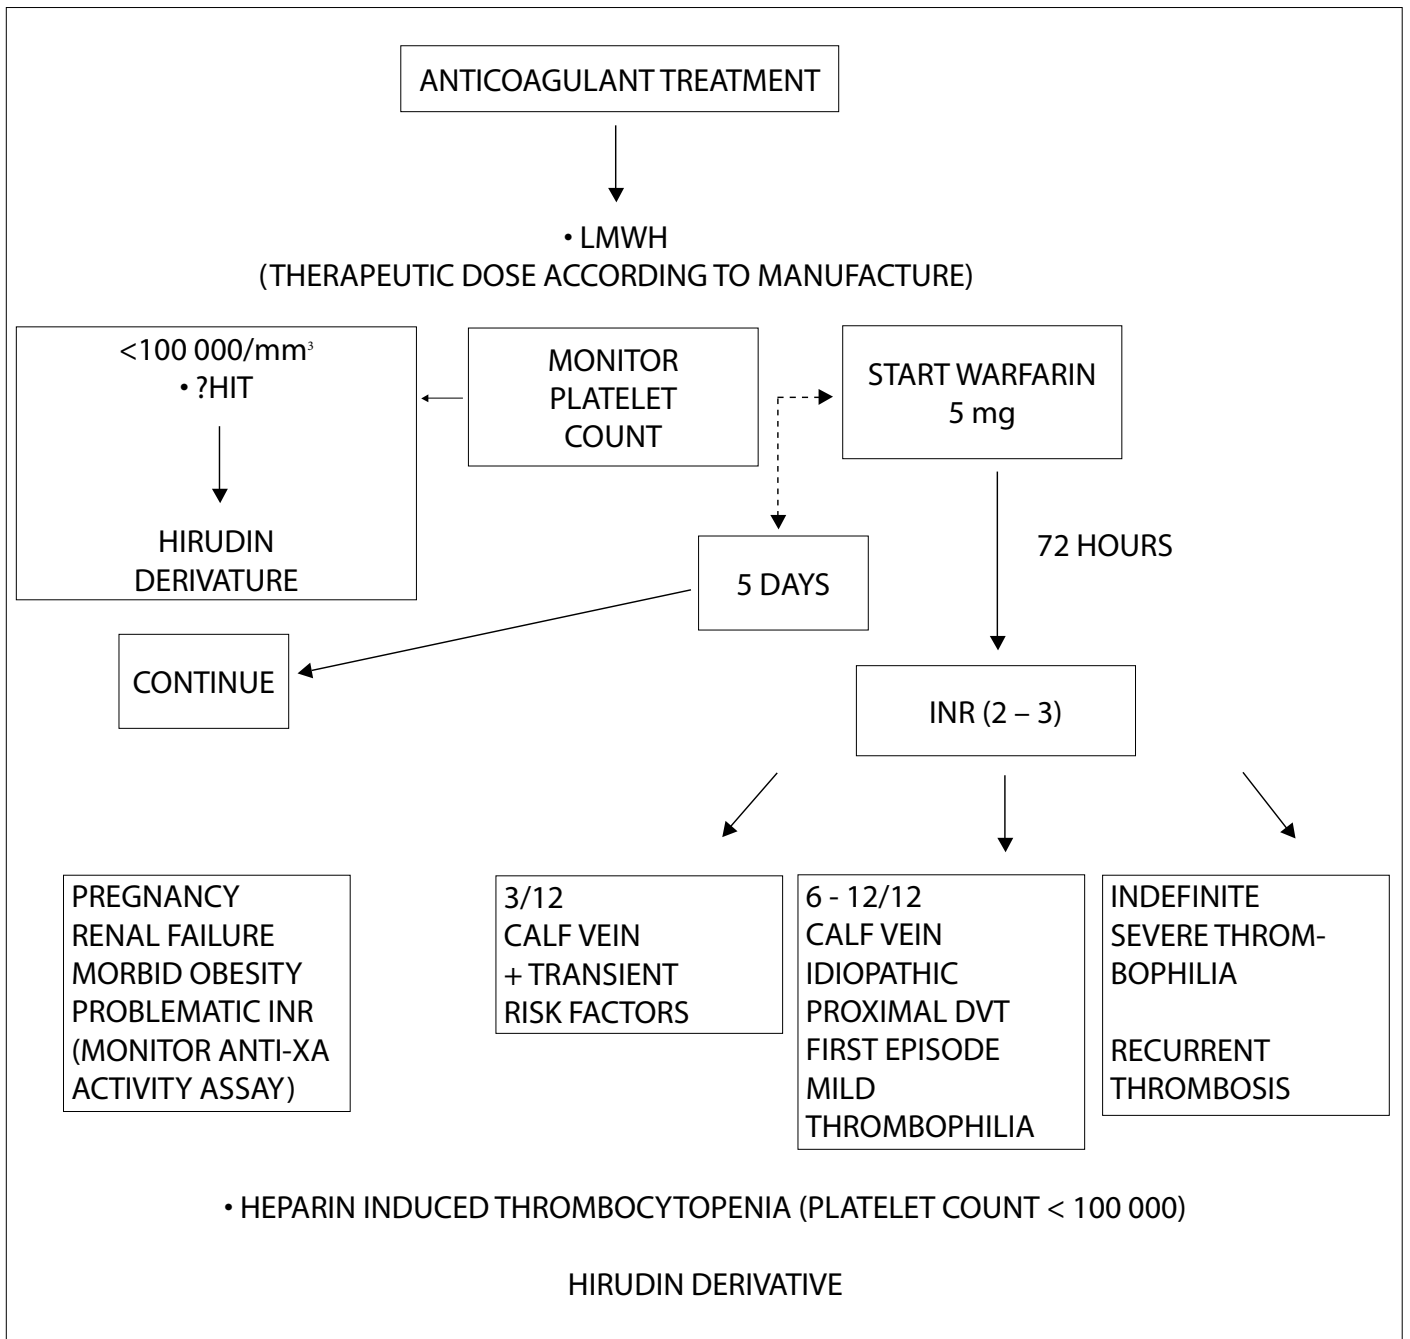 ANTICOAGULANT TREATMENT
• LMWH
(THERAPEUTIC DOSE ACCORDING TO MANUFACTURE)
<100 000/mm³
• ?HIT
HIRUDIN
DERIVATURE
MONITOR
PLATELET
COUNT
START WARFARIN
5 mg
72 HOURS
5 DAYS
CONTINUE
INR (2 – 3)
PREGNANCY
RENAL FAILURE
MORBID OBESITY
PROBLEMATIC INR
(MONITOR ANTI-XA
ACTIVITY ASSAY)
3/12
CALF VEIN
+ TRANSIENT
RISK FACTORS
6 - 12/12
CALF VEIN
IDIOPATHIC
PROXIMAL DVT
FIRST EPISODE
MILD
THROMBOPHILIA
INDEFINITE
SEVERE THROM-
BOPHILIA
RECURRENT
THROMBOSIS
• HEPARIN INDUCED THROMBOCYTOPENIA (PLATELET COUNT < 100 000)
HIRUDIN DERIVATIVE